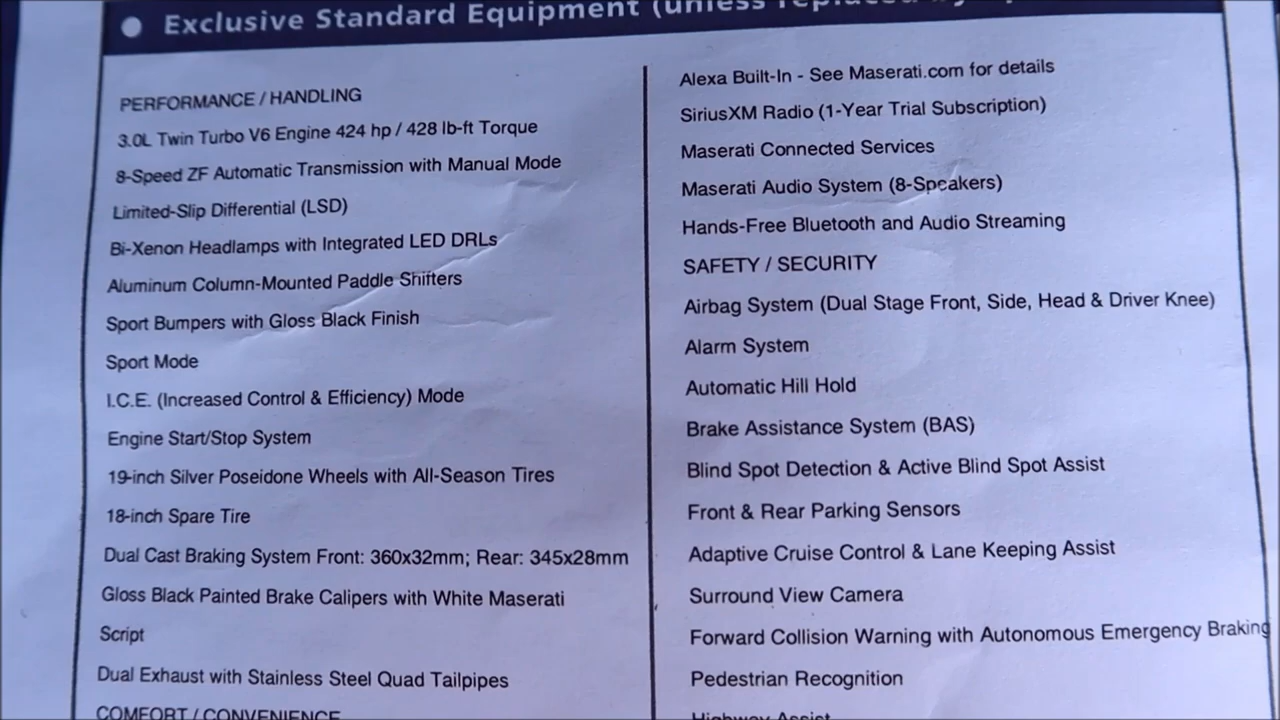 Exclusive Standard Equipment (unless replaced by
PERFORMANCE / HANDLING
3.0L Twin Turbo V6 Engine 424 hp / 428 lb-ft Torque
8-Speed ZF Automatic Transmission with Manual Mode
Limited-Slip Differential (LSD)
Bi-Xenon Headlamps with Integrated LED DRLs
Aluminum Column-Mounted Paddle Shifters
Sport Bumpers with Gloss Black Finish
Sport Mode
I.C.E. (Increased Control & Efficiency) Mode
Engine Start/Stop System
19-inch Silver Poseidone Wheels with All-Season Tires
18-inch Spare Tire
Dual Cast Braking System Front: 360x32mm; Rear: 345x28mm
Gloss Black Painted Brake Calipers with White Maserati
Script
Dual Exhaust with Stainless Steel Quad Tailpipes
COMFORT / CONVENIENCE
Alexa Built-In - See Maserati.com for details
SiriusXM Radio (1-Year Trial Subscription)
Maserati Connected Services
Maserati Audio System (8-Speakers)
Hands-Free Bluetooth and Audio Streaming
SAFETY / SECURITY
Airbag System (Dual Stage Front, Side, Head & Driver Knee)
Alarm System
Automatic Hill Hold
Brake Assistance System (BAS)
Blind Spot Detection & Active Blind Spot Assist
Front & Rear Parking Sensors
Adaptive Cruise Control & Lane Keeping Assist
Surround View Camera
Forward Collision Warning with Autonomous Emergency Braking
Pedestrian Recognition
Highway Assist